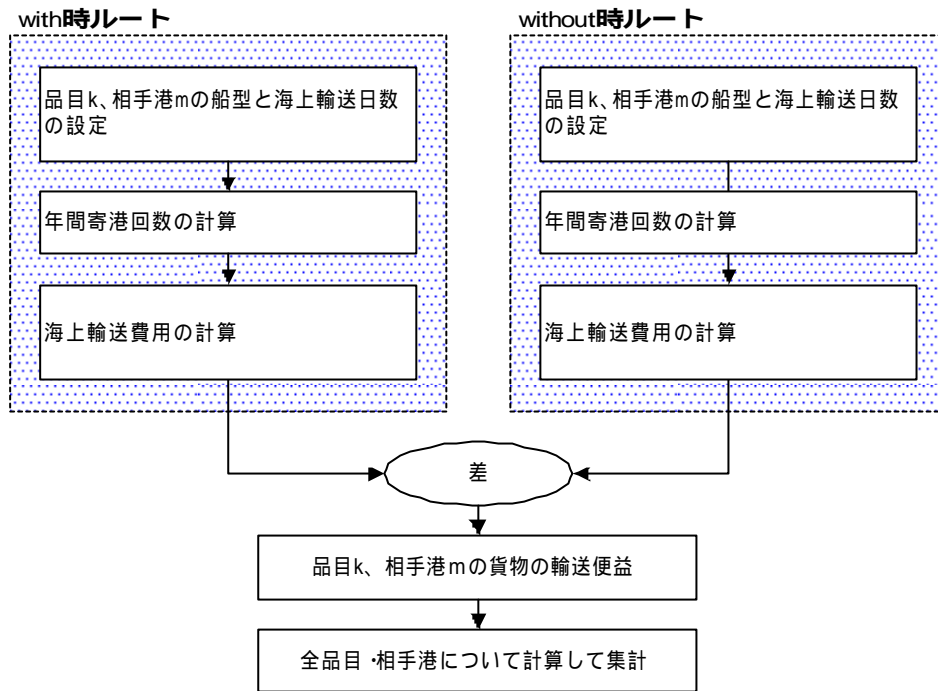 with時ルート
品目k、相手港mの船型と海上輸送日数
の設定
年間寄港回数の計算
海上輸送費用の計算
without時ルート
品目k、相手港mの船型と海上輸送日数
の設定
年間寄港回数の計算
海上輸送費用の計算
差
品目k、相手港mの貨物の輸送便益
全品目・相手港について計算して集計